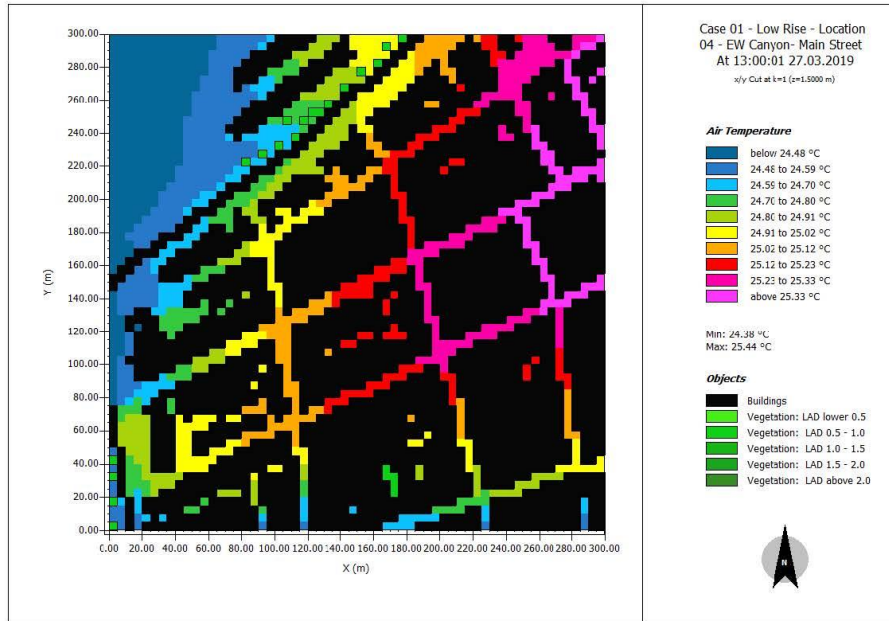 Case 01 - Low Rise - Location
04 - EW Canyon- Main Street
At 13:00:01 27.03.2019
x/y Cut at k=1 (z=1.5000 m)
Air Temperature
below 24.48 °C
24.48 to 24.59 °C
24.59 to 24.70 °C
24.70 to 24.80 °C
24.80 to 24.91 °C
24.91 to 25.02 °C
25.02 to 25.12 °C
25.12 to 25.23 °C
25.23 to 25.33 °C
above 25.33 °C
Min: 24.38 °C
Max: 25.44 °C
Objects
Buildings
Vegetation: LAD lower 0.5
Vegetation: LAD 0.5 - 1.0
Vegetation: LAD 1.0 - 1.5
Vegetation: LAD 1.5 - 2.0
Vegetation: LAD above 2.0
N
Y (m)
300.00
280.00
260.00
240.00
220.00
200.00
180.00
160.00
140.00
120.00
100.00
80.00
60.00
40.00
20.00
0.00
0.00 20.00 40.00 60.00 80.00 100.00 120.00 140.00 160.00 180.00 200.00 220.00 240.00 260.00 280.00 300.00
X (m)